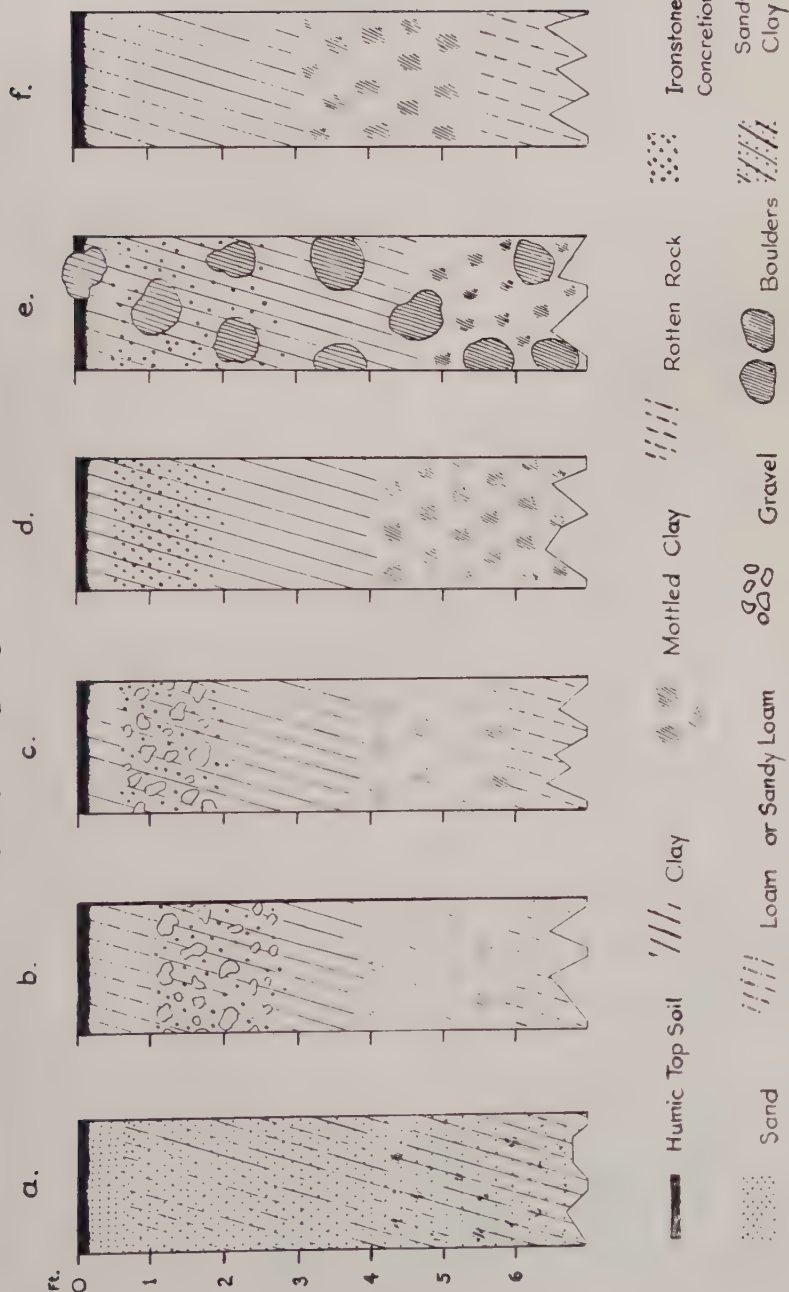 a. b. c. d. e. f.
Ft.
0
1
2
3
4
5
6
Humic Top Soil
Clay
Mottled Clay
Rotten Rock
Ironstone
Concretion
Sand
Loam or Sandy Loam
Gravel
Boulders
Sand
Clay